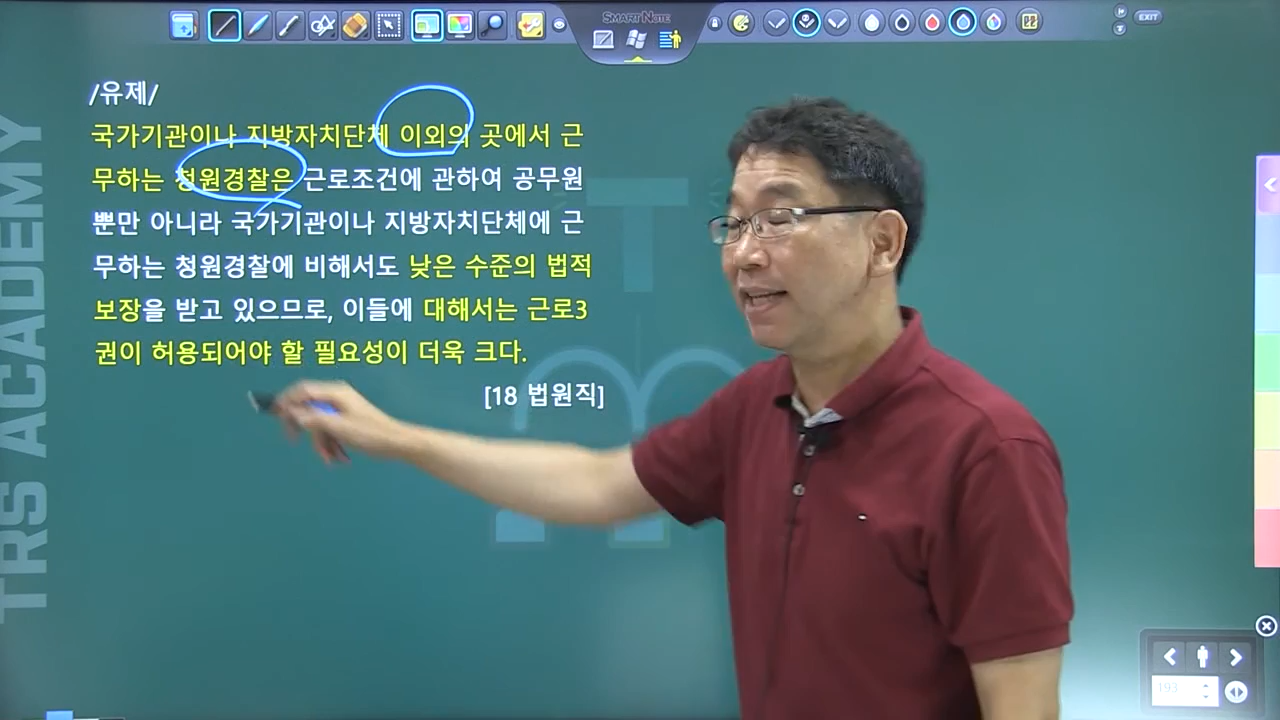 SMART NOTE
EXIT
/유제/
국가기관이나 지방자치단체 이외의 곳에서 근
무하는 청원경찰은 근로조건에 관하여 공무원
뿐만 아니라 국가기관이나 지방자치단체에 근
무하는 청원경찰에 비해서도 낮은 수준의 법적
보장을 받고 있으므로, 이들에 대해서는 근로3
권이 허용되어야 할 필요성이 더욱 크다.
[18 법원직]
TRS ACADEMY
193